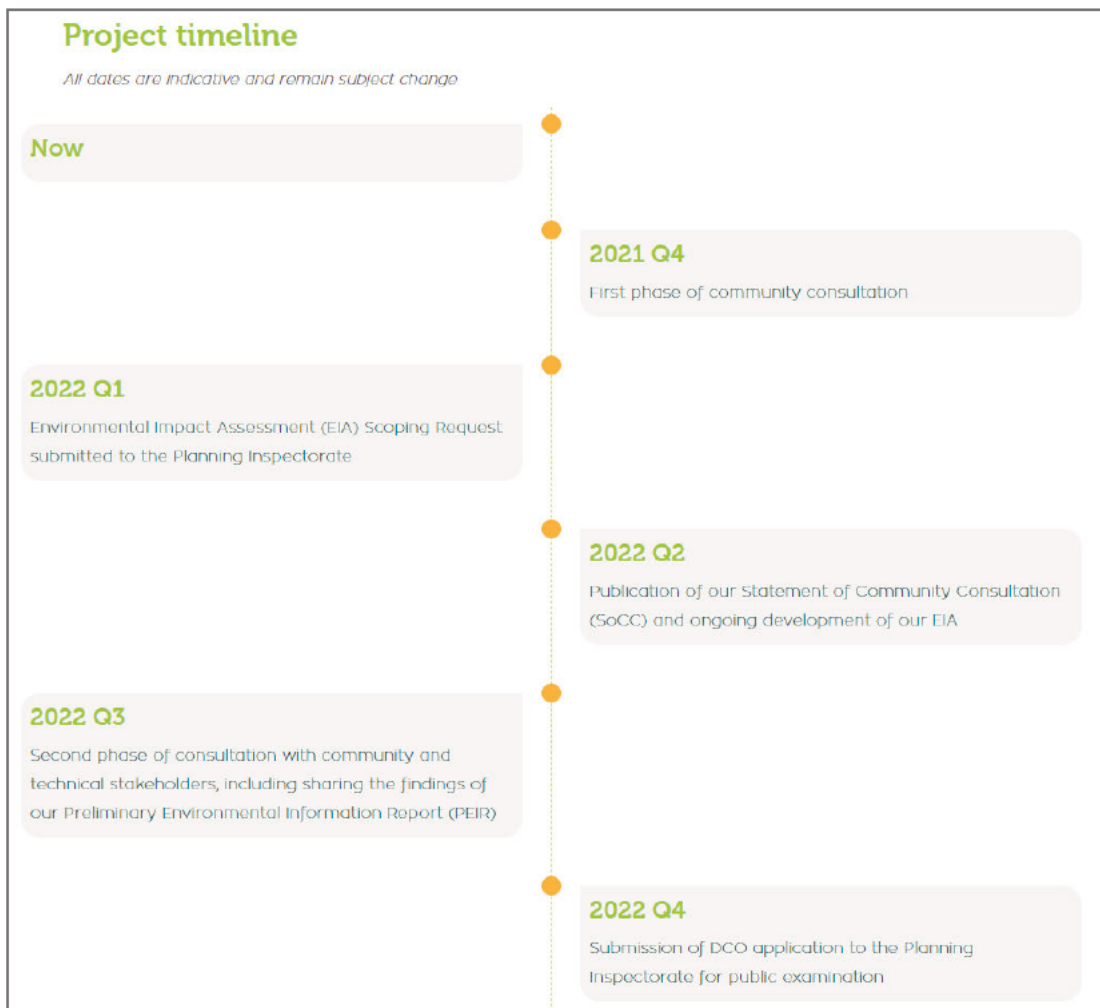 Project timeline
All dates are indicative and remain subject change
Now
2021 Q4
First phase of community consultation
2022 Q1
Environmental Impact Assessment (EIA) Scoping Request
submitted to the Planning Inspectorate
2022 Q2
Publication of our Statement of Community Consultation
(SoCC) and ongoing development of our EIA
2022 Q3
Second phase of consultation with community and
technical stakeholders, including sharing the findings of
our Preliminary Environmental Information Report (PEIR)
2022 Q4
Submission of DCO application to the Planning
Inspectorate for public examination